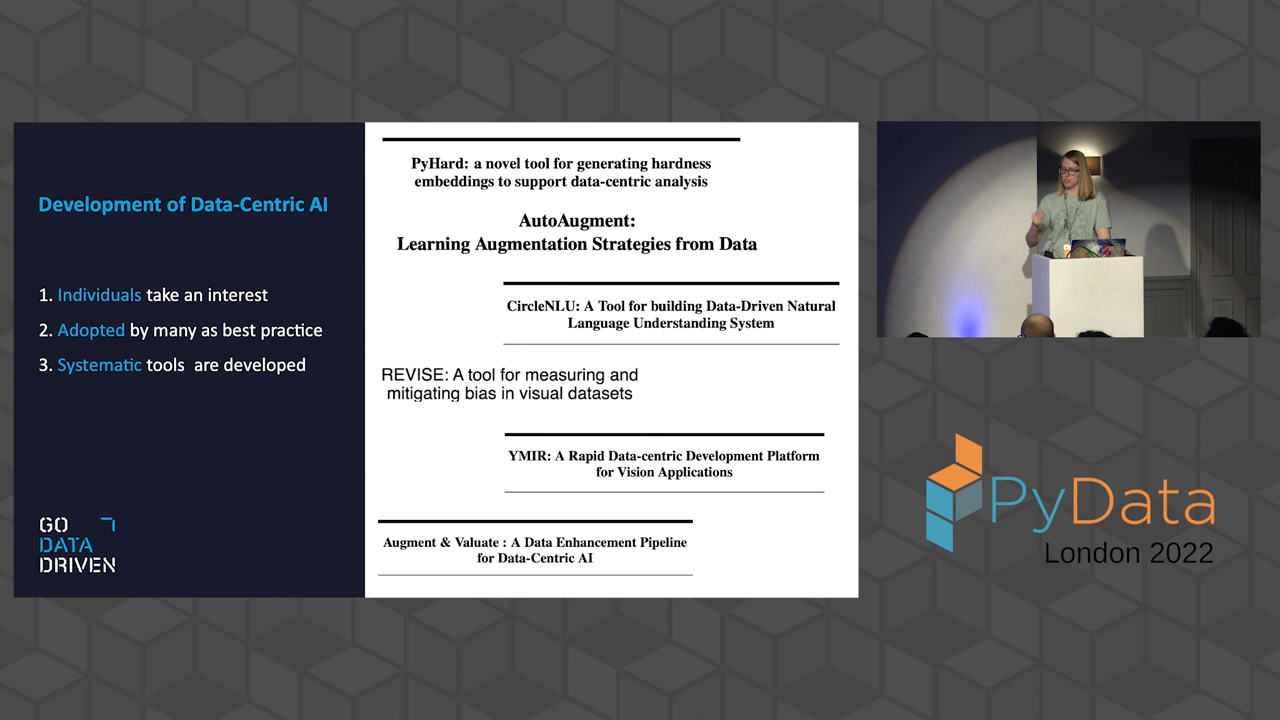 Development of Data-Centric AI
1. Individuals take an interest
2. Adopted by many as best practice
3. Systematic tools are developed
GO
DATA
DRIVEN
PyHard: a novel tool for generating hardness
embeddings to support data-centric analysis
AutoAugment:
Learning Augmentation Strategies from Data
CircleNLU: A Tool for building Data-Driven Natural
Language Understanding System
REVISE: A tool for measuring and
mitigating bias in visual datasets
YMIR: A Rapid Data-centric Development Platform
for Vision Applications
Augment & Valuate : A Data Enhancement Pipeline
for Data-Centric AI
PyData
London 2022